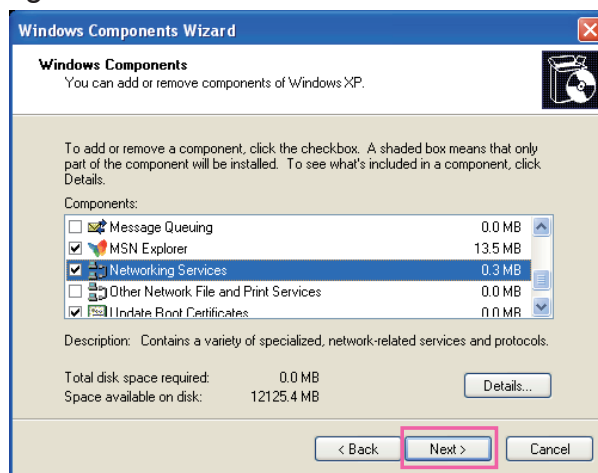 Windows Components Wizard
Windows Components
You can add or remove components of Windows XP.
To add or remove a component, click the checkbox. A shaded box means that only
part of the component will be installed. To see what's included in a component, click
Details.
Components:
Message Queuing 0.0 MB
MSN Explorer 13.5 MB
Networking Services 0.3 MB
Other Network File and Print Services 0.0 MB
Update Root Certificates 0.0 MB
Description: Contains a variety of specialized, network-related services and protocols.
Total disk space required: 0.0 MB
Details...
Space available on disk: 12125.4 MB
< Back Next > Cancel